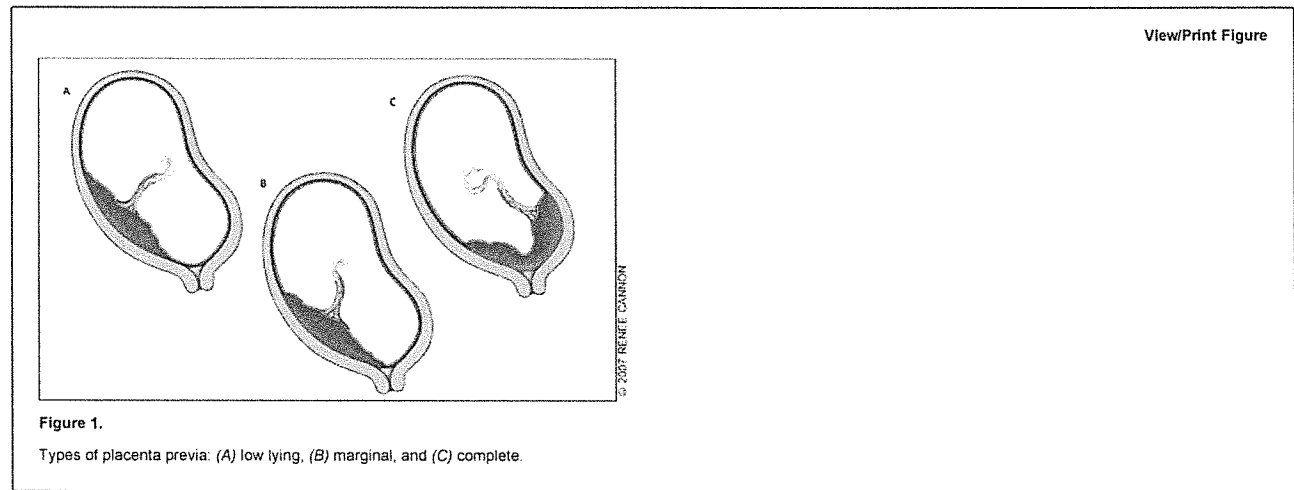 View/Print Figure
A
B
C
© 2007 RENEE CANNON
Figure 1.
Types of placenta previa: (A) low lying, (B) marginal, and (C) complete.